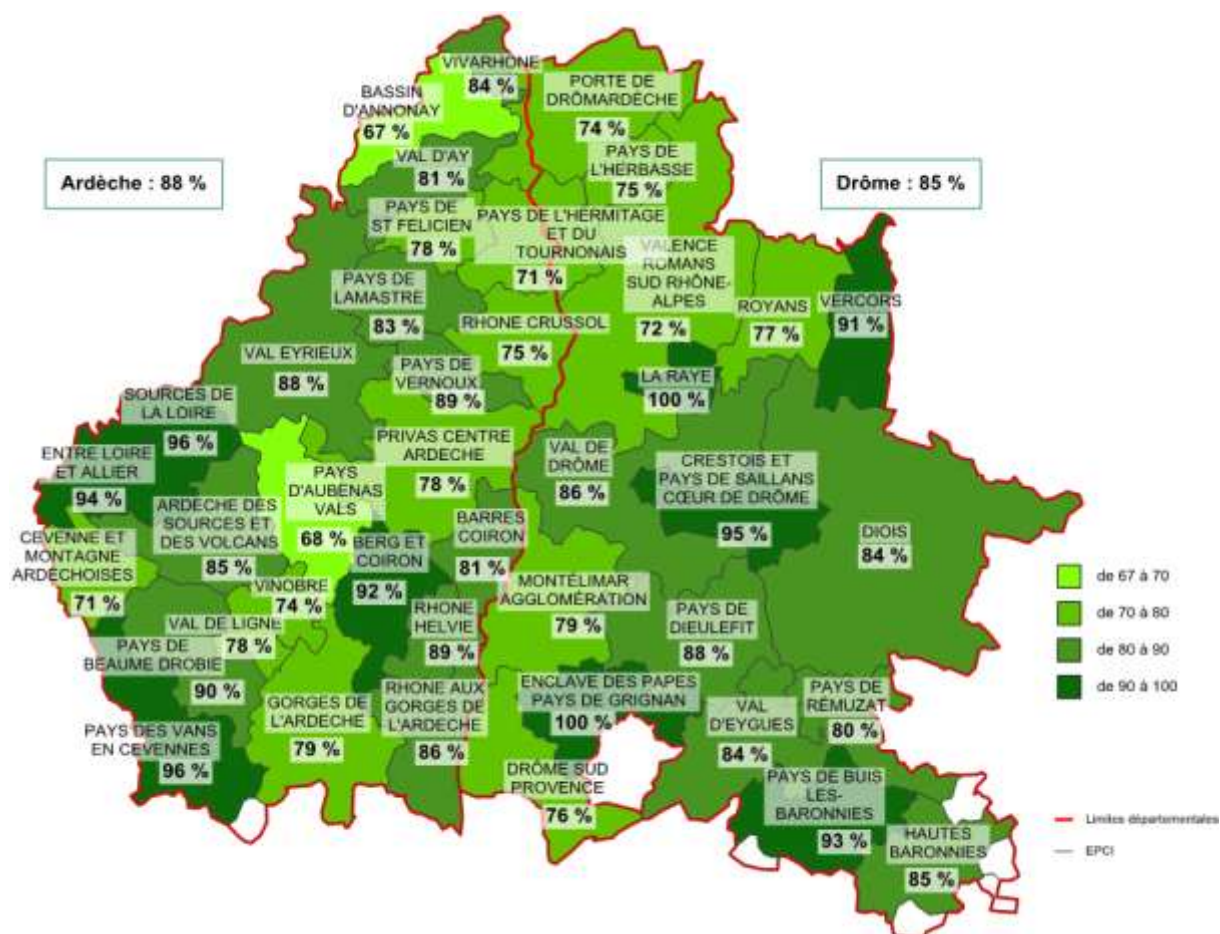 VIVARHONE
84 %
BASSIN
D'ANNONAY
67 %
PORTE DE
DRÔMARDÈCHE
74 %
VAL D'AY
81 %
PAYS DE
L'HERBASSE
75 %
Ardèche : 88 %
Drôme : 85 %
PAYS DE
ST FELICIEN
78 %
PAYS DE L'HERMITAGE
ET DU
TOURNONAIS
71 %
VALENCE
ROMANS
SUD RHÔNE-
ALPES
72 %
PAYS DE
LAMASTRE
83 %
ROYANS
77 %
VERCORS
91 %
RHONE CRUSSOL
75 %
VAL EYRIEUX
88 %
PAYS DE
VERNOUX
89 %
LA RAYE
100 %
SOURCES DE
LA LOIRE
96 %
PRIVAS CENTRE
ARDECHE
78 %
VAL DE
DRÔME
86 %
CRESTOIS ET
PAYS DE SAILLANS
CŒUR DE DRÔME
95 %
ENTRE LOIRE
ET ALLIER
94 %
PAYS
D'AUBENAS
VALS
68 %
ARDECHE DES
SOURCES ET
DES VOLCANS
85 %
BARRES
COIRON
81 %
DIOIS
84 %
CEVENNE ET
MONTAGNE
ARDECHOISES
71 %
BERG ET
COIRON
92 %
VINOBRE
74 %
MONTÉLIMAR
AGGLOMÉRATION
79 %
VAL DE LIGNE
78 %
RHONE
HELVIE
89 %
PAYS DE
DIEULEFIT
88 %
PAYS DE
BEAUME DROBIE
90 %
GORGES DE
L'ARDECHE
79 %
RHONE AUX
GORGES DE
L'ARDECHE
86 %
ENCLAVE DES PAPES
PAYS DE GRIGNAN
100 %
VAL
D'EYGUES
84 %
PAYS DE
RÉMUZAT
80 %
PAYS DES VANS
EN CEVENNES
96 %
DRÔME SUD
PROVENCE
76 %
PAYS DE BUIS
LES-
BARONNIES
93 %
HAUTES
BARONNIES
85 %
de 67 à 70
de 70 à 80
de 80 à 90
de 90 à 100
Limites départementales
EPCI